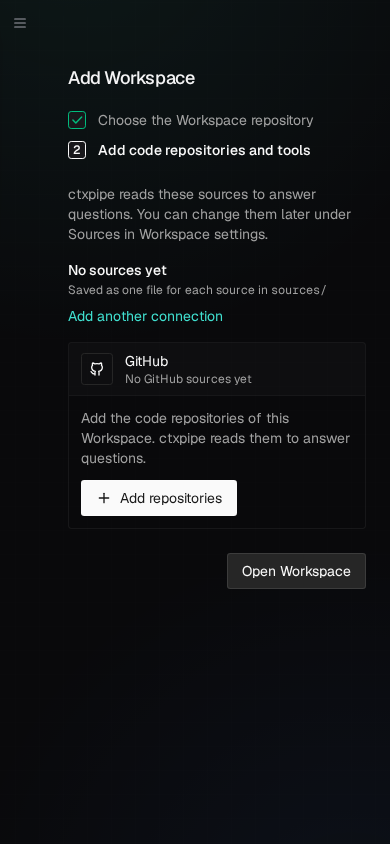 Add Workspace
Choose the Workspace repository
2 Add code repositories and tools
ctxpipe reads these sources to answer
questions. You can change them later under
Sources in Workspace settings.
No sources yet
Saved as one file for each source in sources/
Add another connection
GitHub
No GitHub sources yet
Add the code repositories of this
Workspace. ctxpipe reads them to answer
questions.
Add repositories
Open Workspace